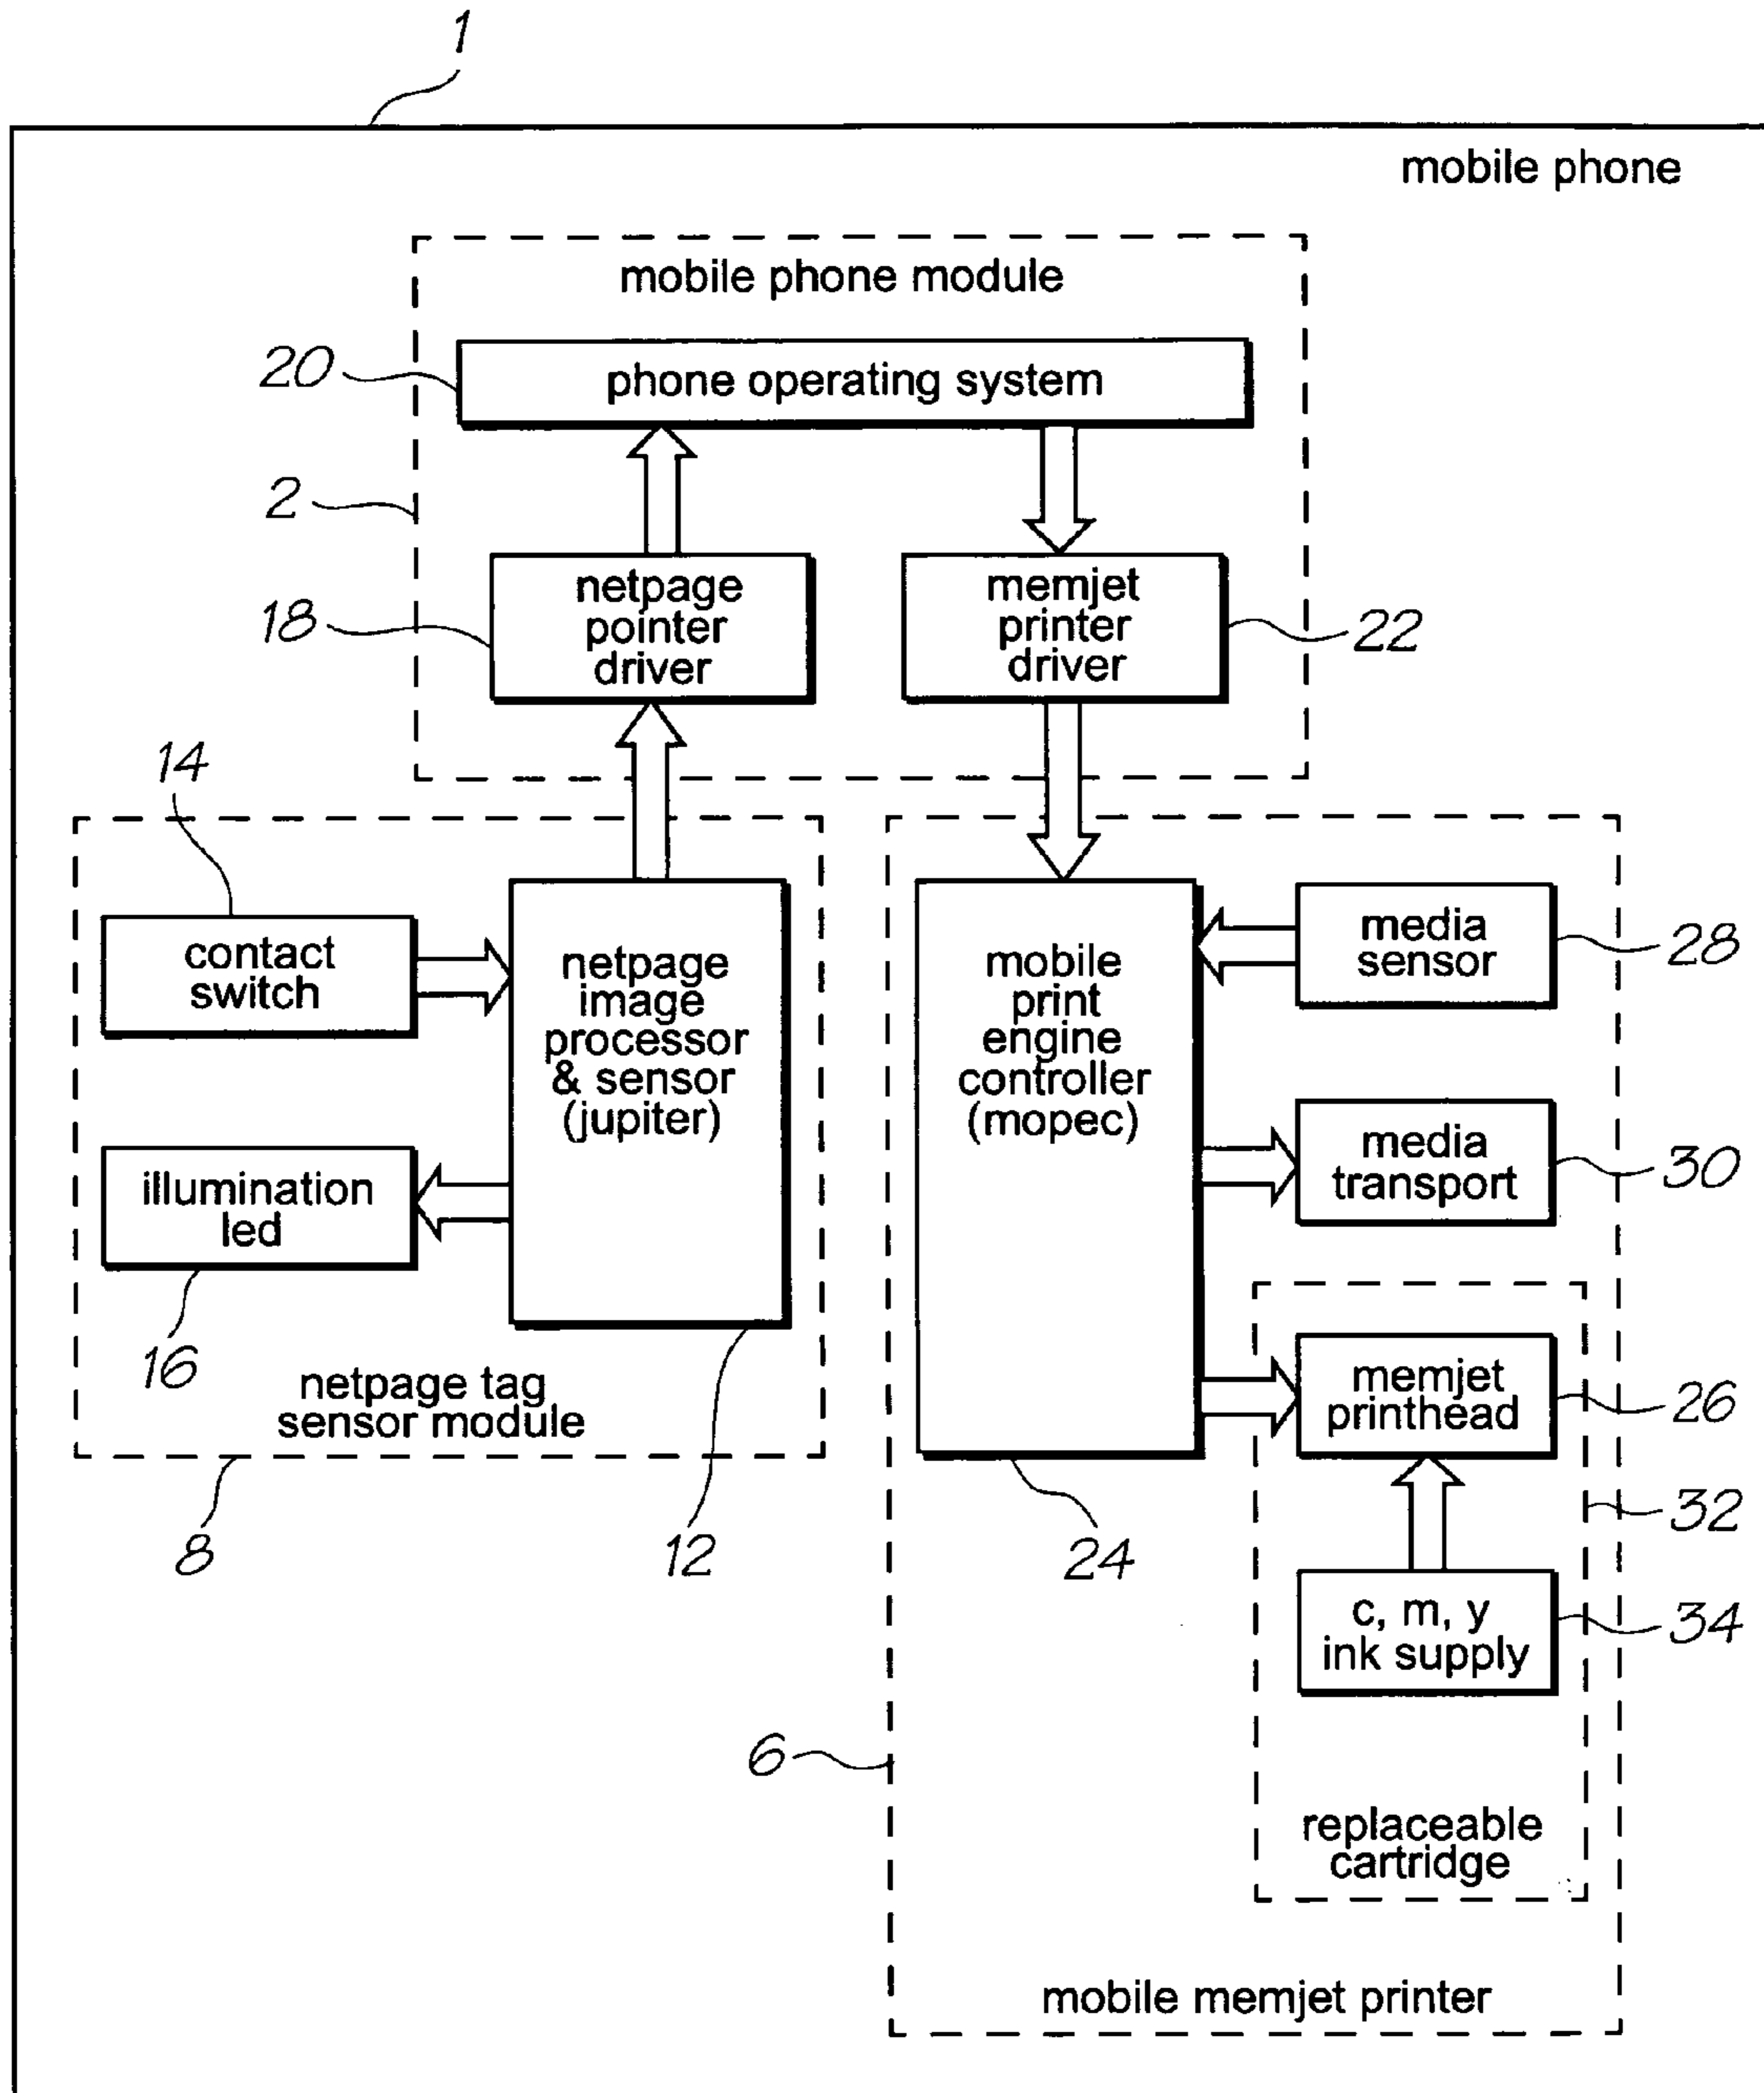 1
mobile phone
mobile phone module
20
phone operating system
2
18
netpage
pointer
driver
memjet
printer
driver
22
14
contact
switch
netpage
image
processor
& sensor
(jupiter)
illumination
led
16
netpage tag
sensor module
8
12
mobile
print
engine
controller
(mopec)
media
sensor
28
media
transport
30
memjet
printhead
26
32
24
c, m, y
ink supply
34
6
replaceable
cartridge
mobile memjet printer